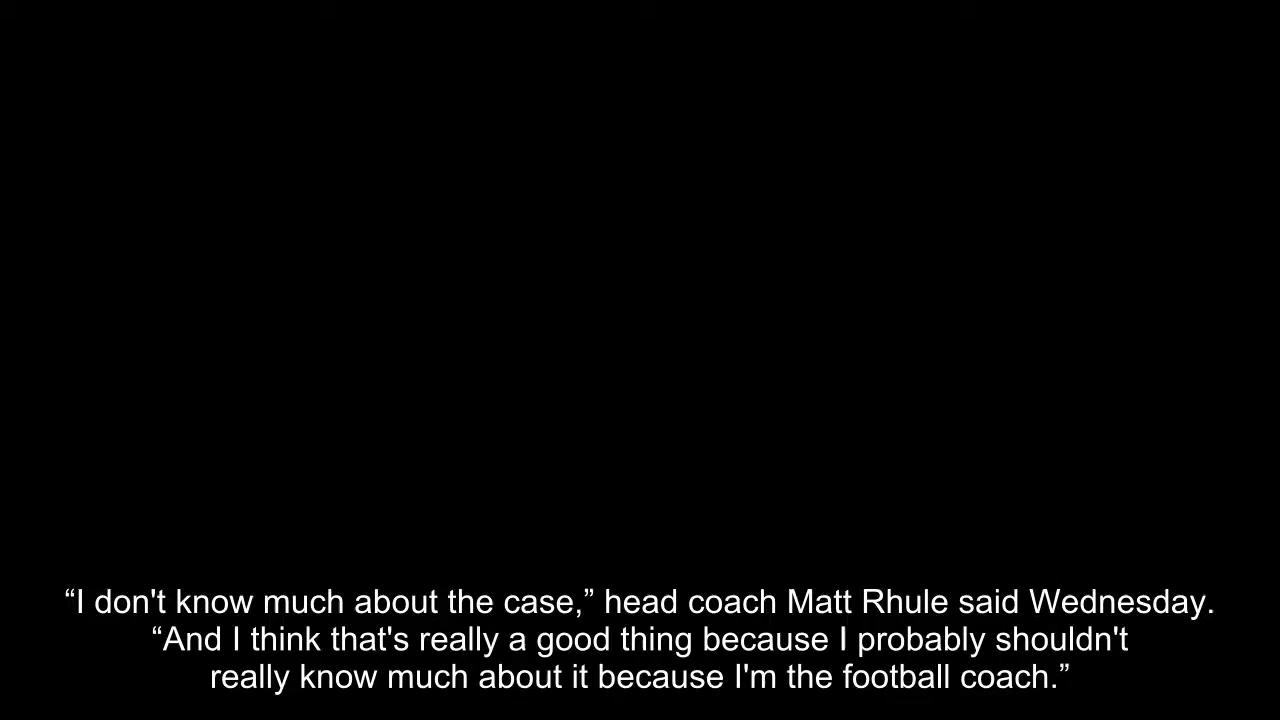 “I don't know much about the case,” head coach Matt Rhule said Wednesday.
“And I think that's really a good thing because I probably shouldn't
really know much about it because I'm the football coach.”